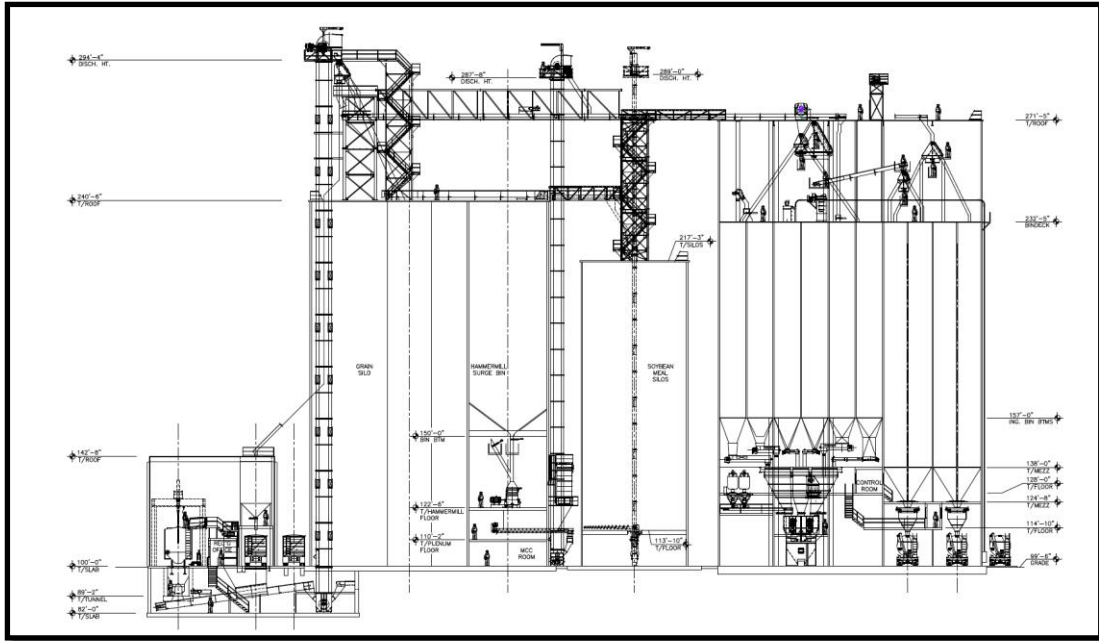 294'-4"
DISCH. HT.
287'-8"
DISCH. HT.
289'-0"
DISCH. HT.
271'-5"
T/ROOF
240'-6"
T/ROOF
232'-5"
BINDECK
217'-3"
T/SILOS
GRAIN
SILO
HAMMERMILL
SURGE BIN
SOYBEAN
MEAL
SILOS
157'-0"
ING. BIN BTMS
150'-0"
BIN BTM
142'-8"
T/ROOF
138'-0"
T/MEZZ
128'-0"
T/FLOOR
CONTROL
ROOM
124'-8"
T/MEZZ
122'-6"
T/HAMMERMILL
FLOOR
114'-10"
T/FLOOR
113'-10"
T/FLOOR
110'-2"
T/PLENUM
FLOOR
MCC
ROOM
REC'G
OFFICE
100'-0"
T/SLAB
99'-6"
GRADE
89'-2"
T/TUNNEL
82'-0"
T/SLAB